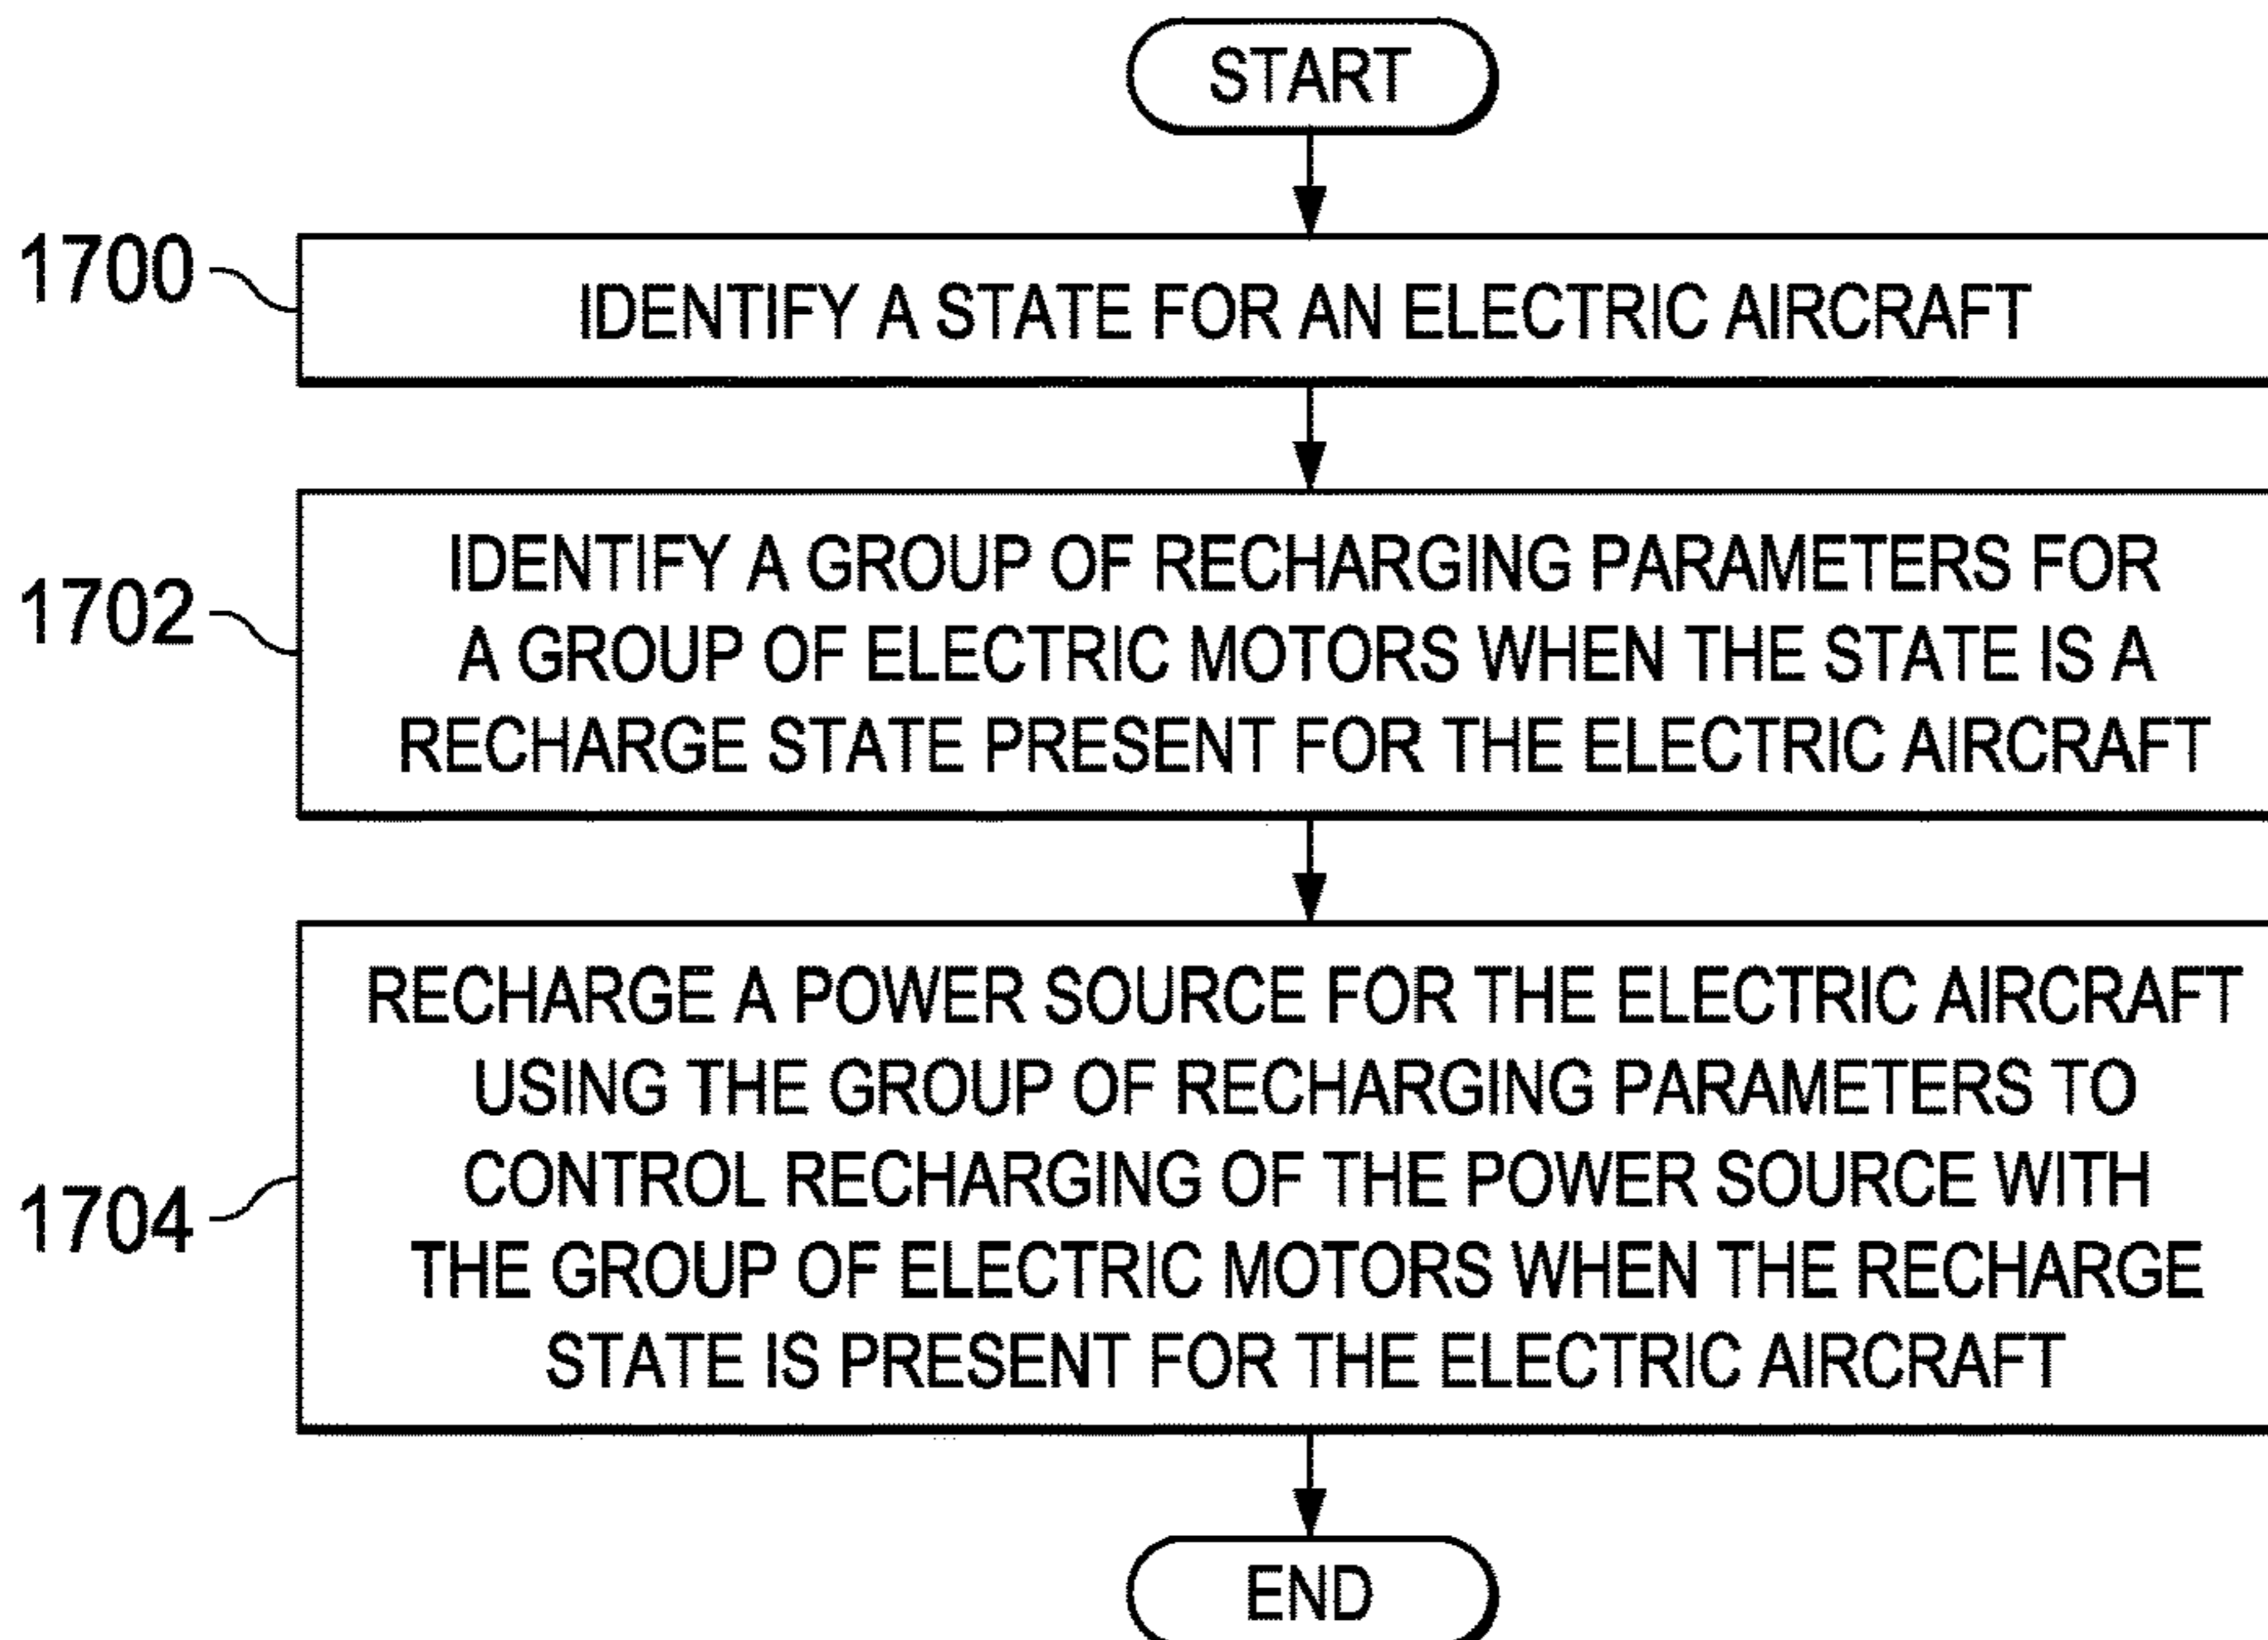 START
1700
IDENTIFY A STATE FOR AN ELECTRIC AIRCRAFT
1702
IDENTIFY A GROUP OF RECHARGING PARAMETERS FOR
A GROUP OF ELECTRIC MOTORS WHEN THE STATE IS A
RECHARGE STATE PRESENT FOR THE ELECTRIC AIRCRAFT
1704
RECHARGE A POWER SOURCE FOR THE ELECTRIC AIRCRAFT
USING THE GROUP OF RECHARGING PARAMETERS TO
CONTROL RECHARGING OF THE POWER SOURCE WITH
THE GROUP OF ELECTRIC MOTORS WHEN THE RECHARGE
STATE IS PRESENT FOR THE ELECTRIC AIRCRAFT
END